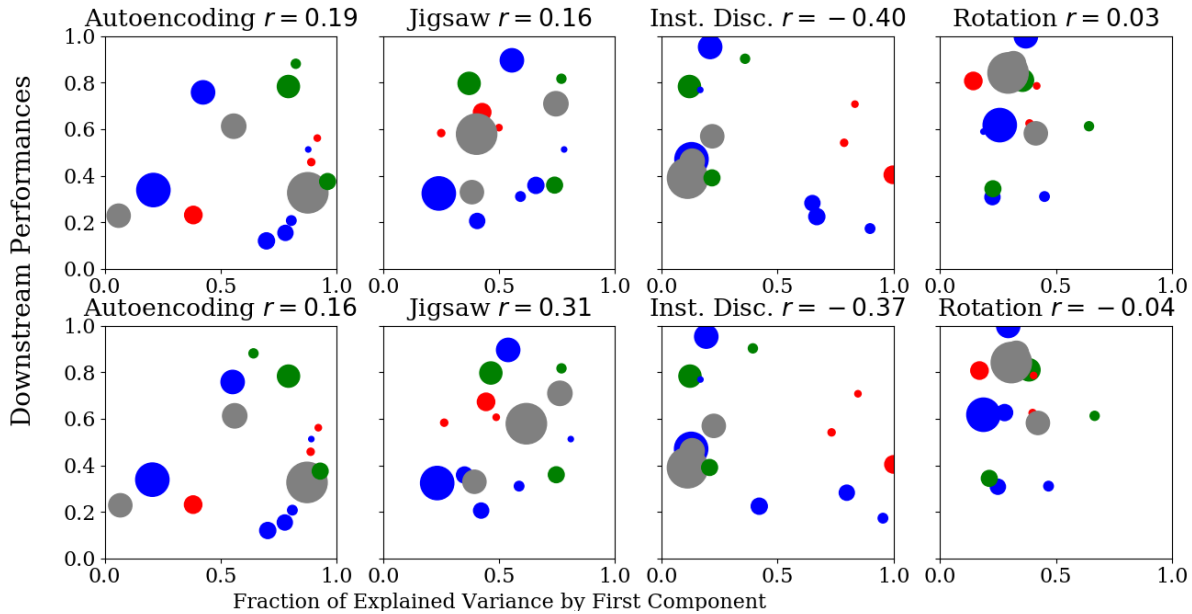 Autoencoding r = 0.19 Jigsaw r = 0.16 Inst. Disc. r = −0.40 Rotation r = 0.03
1.0
0.8
0.6
0.4
0.2
0.0
0.0 0.5 1.0 0.0 0.5 1.0 0.0 0.5 1.0 0.0 0.5 1.0
Downstream Performances
Autoencoding r = 0.16 Jigsaw r = 0.31 Inst. Disc. r = −0.37 Rotation r = −0.04
1.0
0.8
0.6
0.4
0.2
0.0
0.0 0.5 1.0 0.0 0.5 1.0 0.0 0.5 1.0 0.0 0.5 1.0
Fraction of Explained Variance by First Component